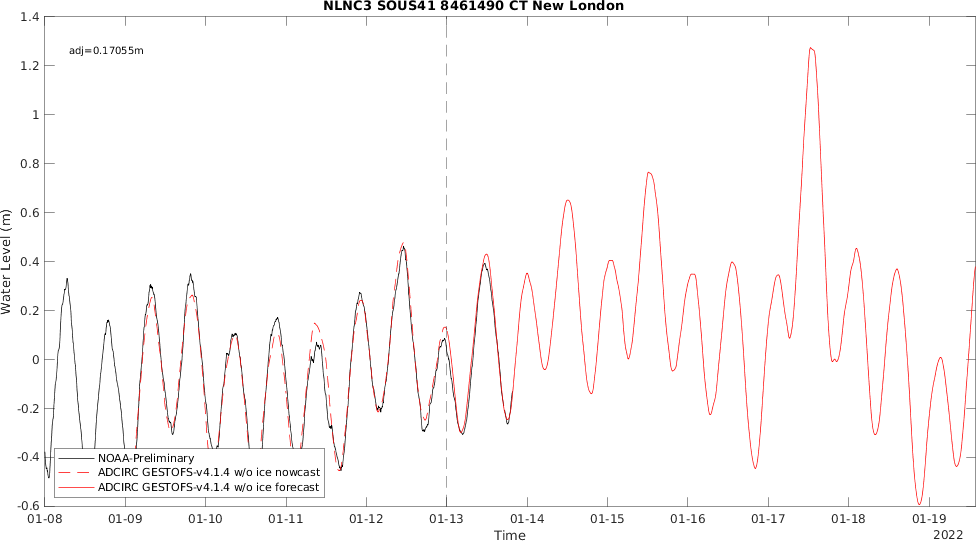 NLNC3 SOUS41 8461490 CT New London
adj=0.17055m
Water Level (m)
1.4
1.2
1
0.8
0.6
0.4
0.2
0
-0.2
-0.4
-0.6
NOAA-Preliminary
ADCIRC GESTOFS-v4.1.4 w/o ice nowcast
ADCIRC GESTOFS-v4.1.4 w/o ice forecast
01-08 01-09 01-10 01-11 01-12 01-13 01-14 01-15 01-16 01-17 01-18 01-19
Time
2022